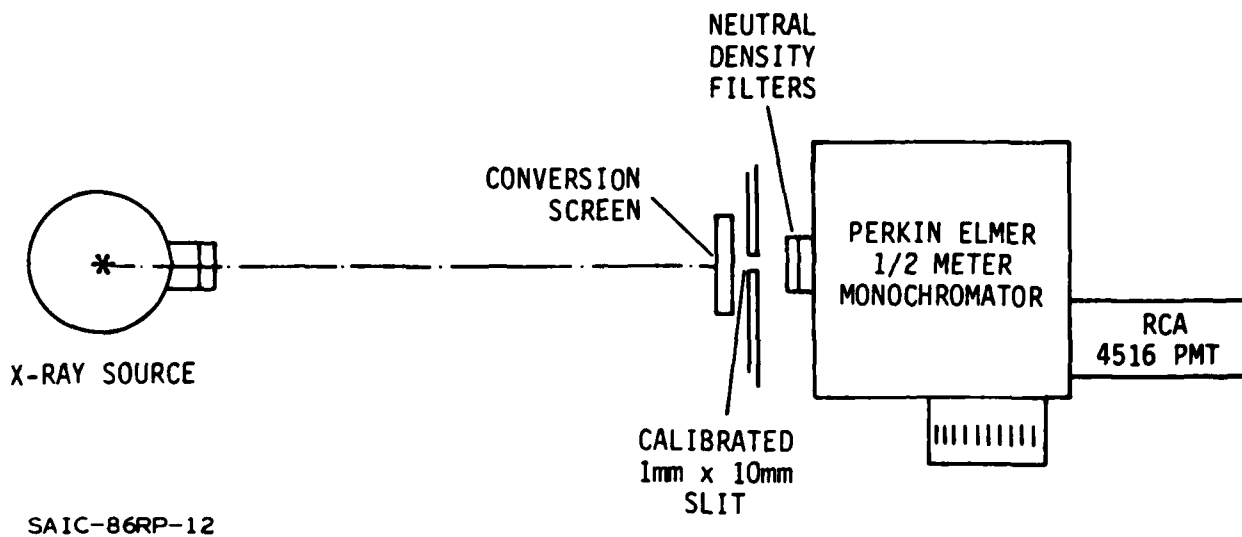 NEUTRAL
DENSITY
FILTERS
CONVERSION
SCREEN
PERKIN ELMER
1/2 METER
MONOCHROMATOR
RCA
4516 PMT
X-RAY SOURCE
CALIBRATED
1mm x 10mm
SLIT
SAIC-86RP-12